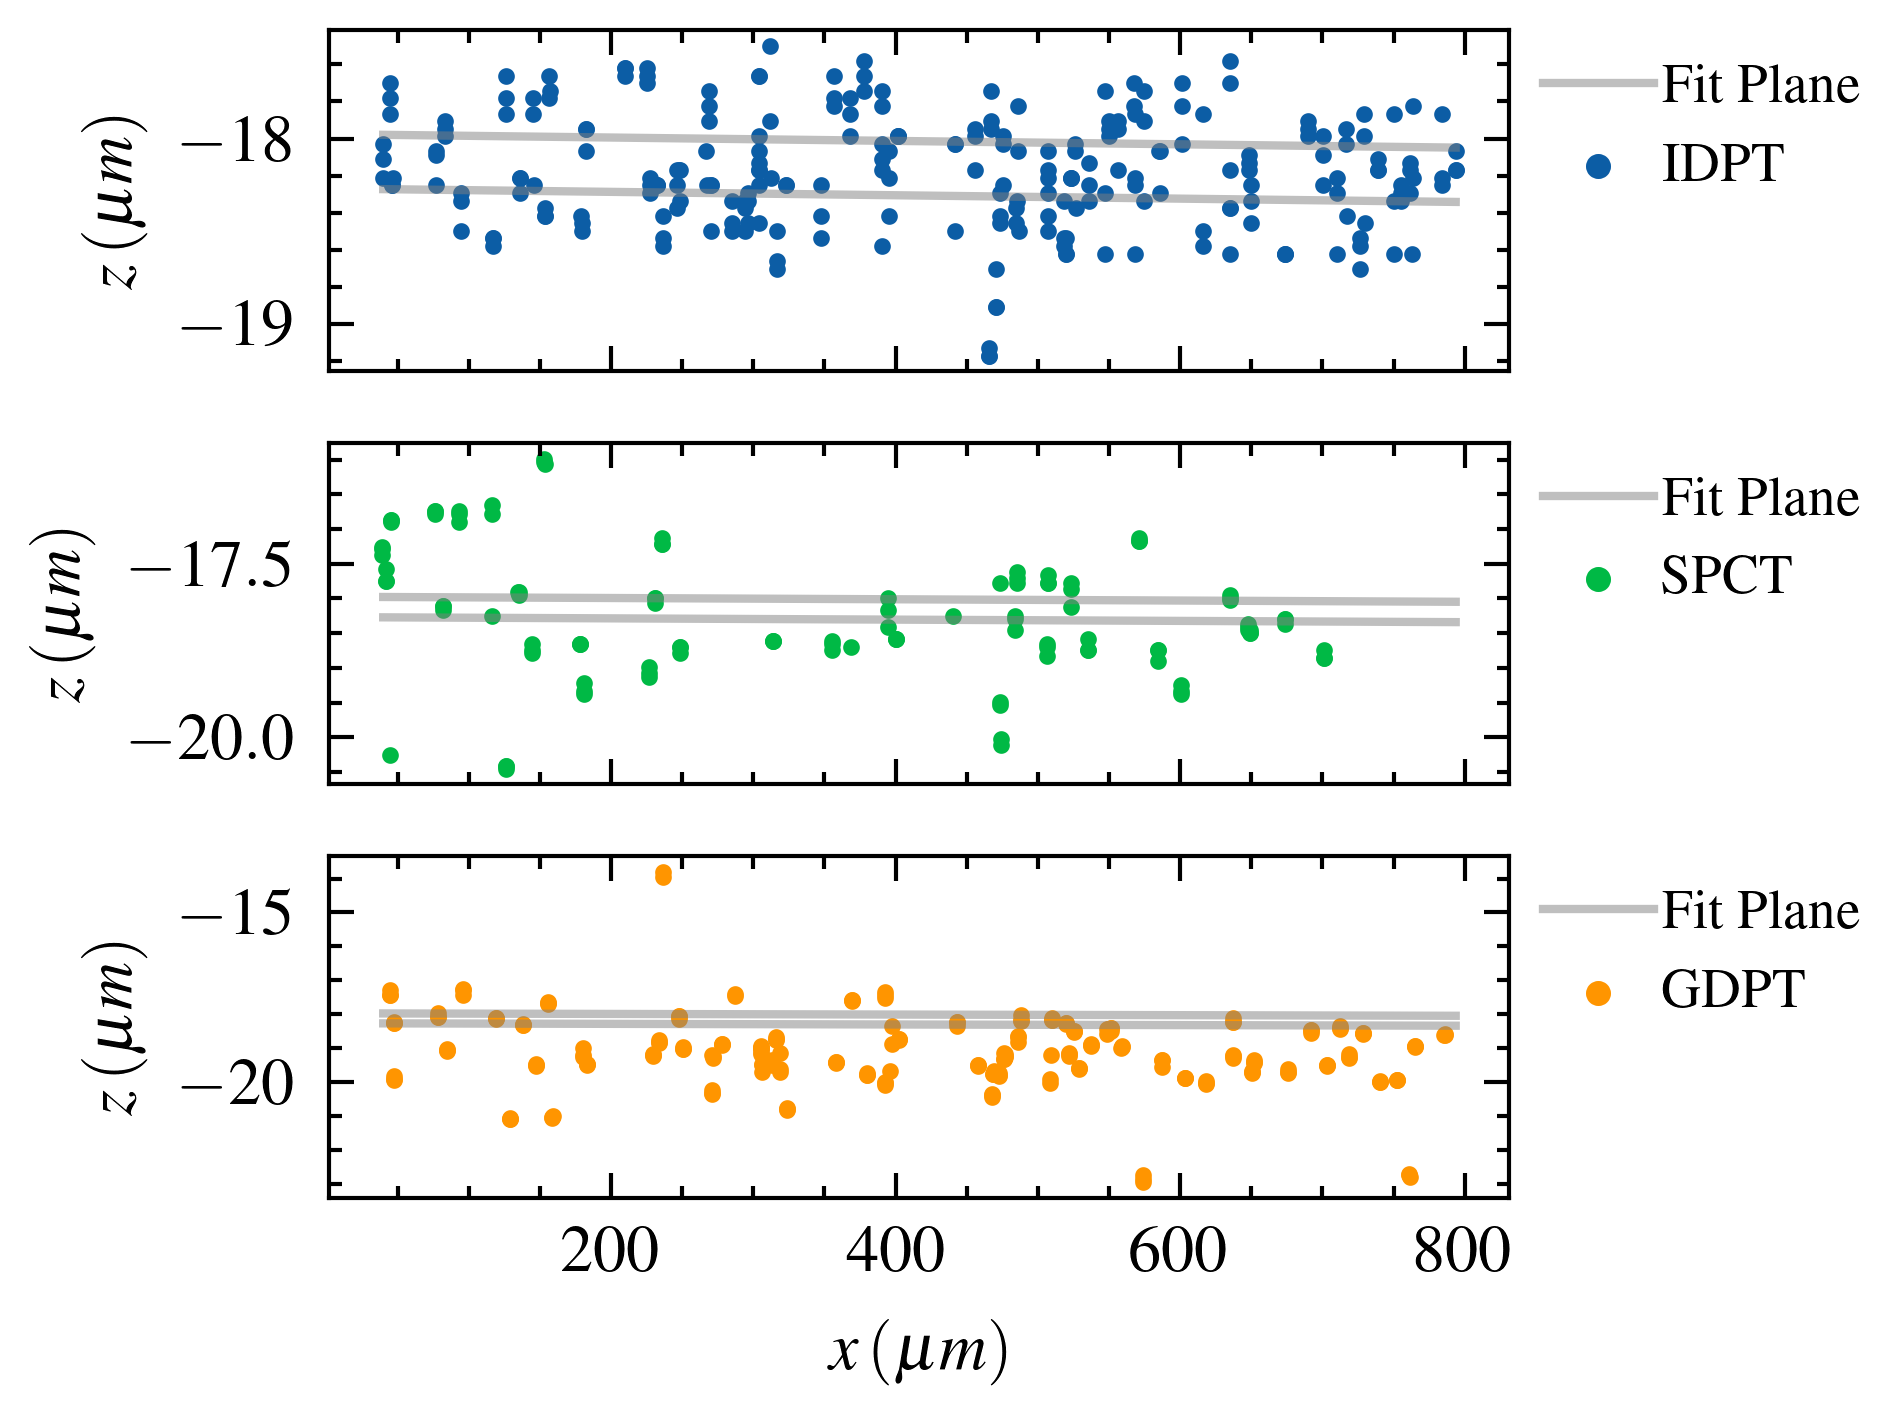 z (μm)
−18
−19
Fit Plane
IDPT
z (μm)
−17.5
−20.0
Fit Plane
SPCT
z (μm)
−15
−20
Fit Plane
GDPT
200 400 600 800
x (μm)